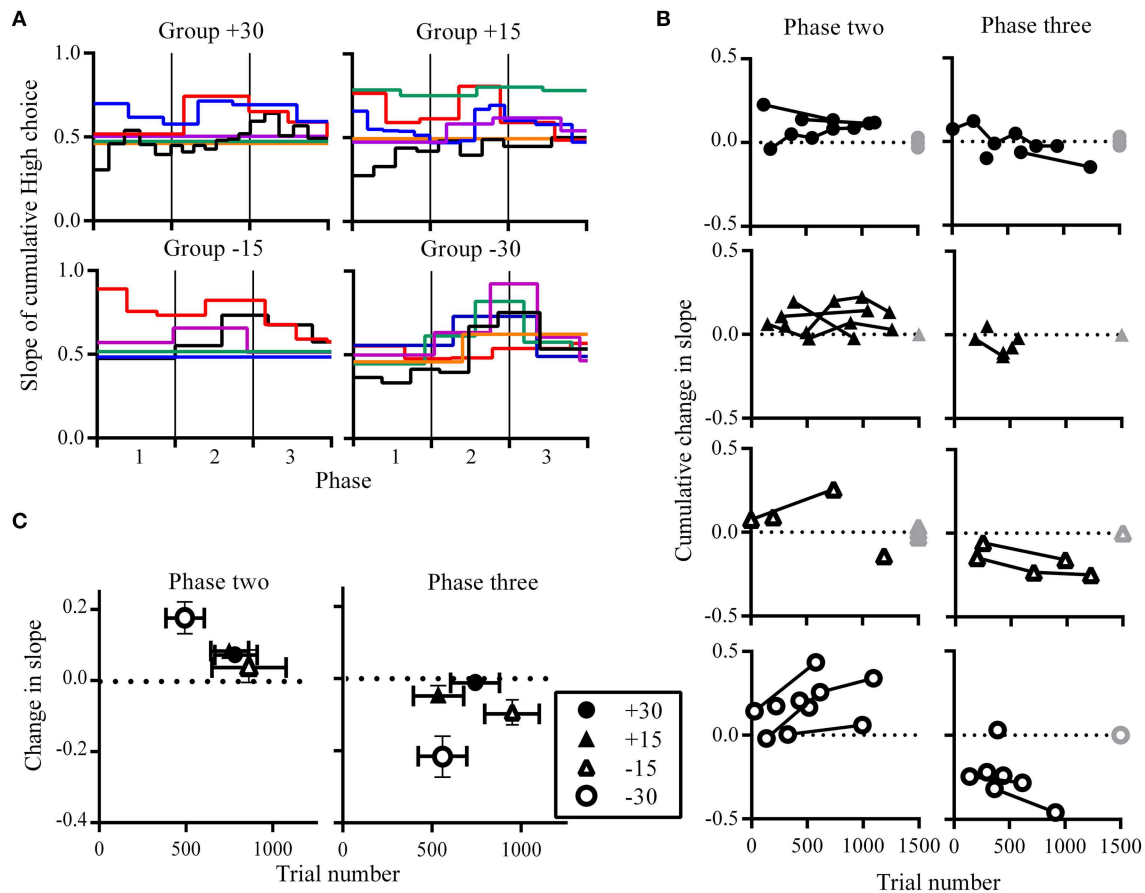 A
Group +30
Group +15
1.0
0.5
0.0
Group -15
Group -30
1.0
0.5
0.0
Slope of cumulative High choice
1 2 3
1 2 3
Phase
B
Phase two
Phase three
0.5
0.0
-0.5
0.5
0.0
-0.5
0.5
0.0
-0.5
0.5
0.0
-0.5
Cumulative change in slope
0 500 1000 1500
0 500 1000 1500
Trial number
C
Phase two
Phase three
0.2
0.0
-0.2
-0.4
Change in slope
0 500 1000
0 500 1000
Trial number
+30
+15
-15
-30